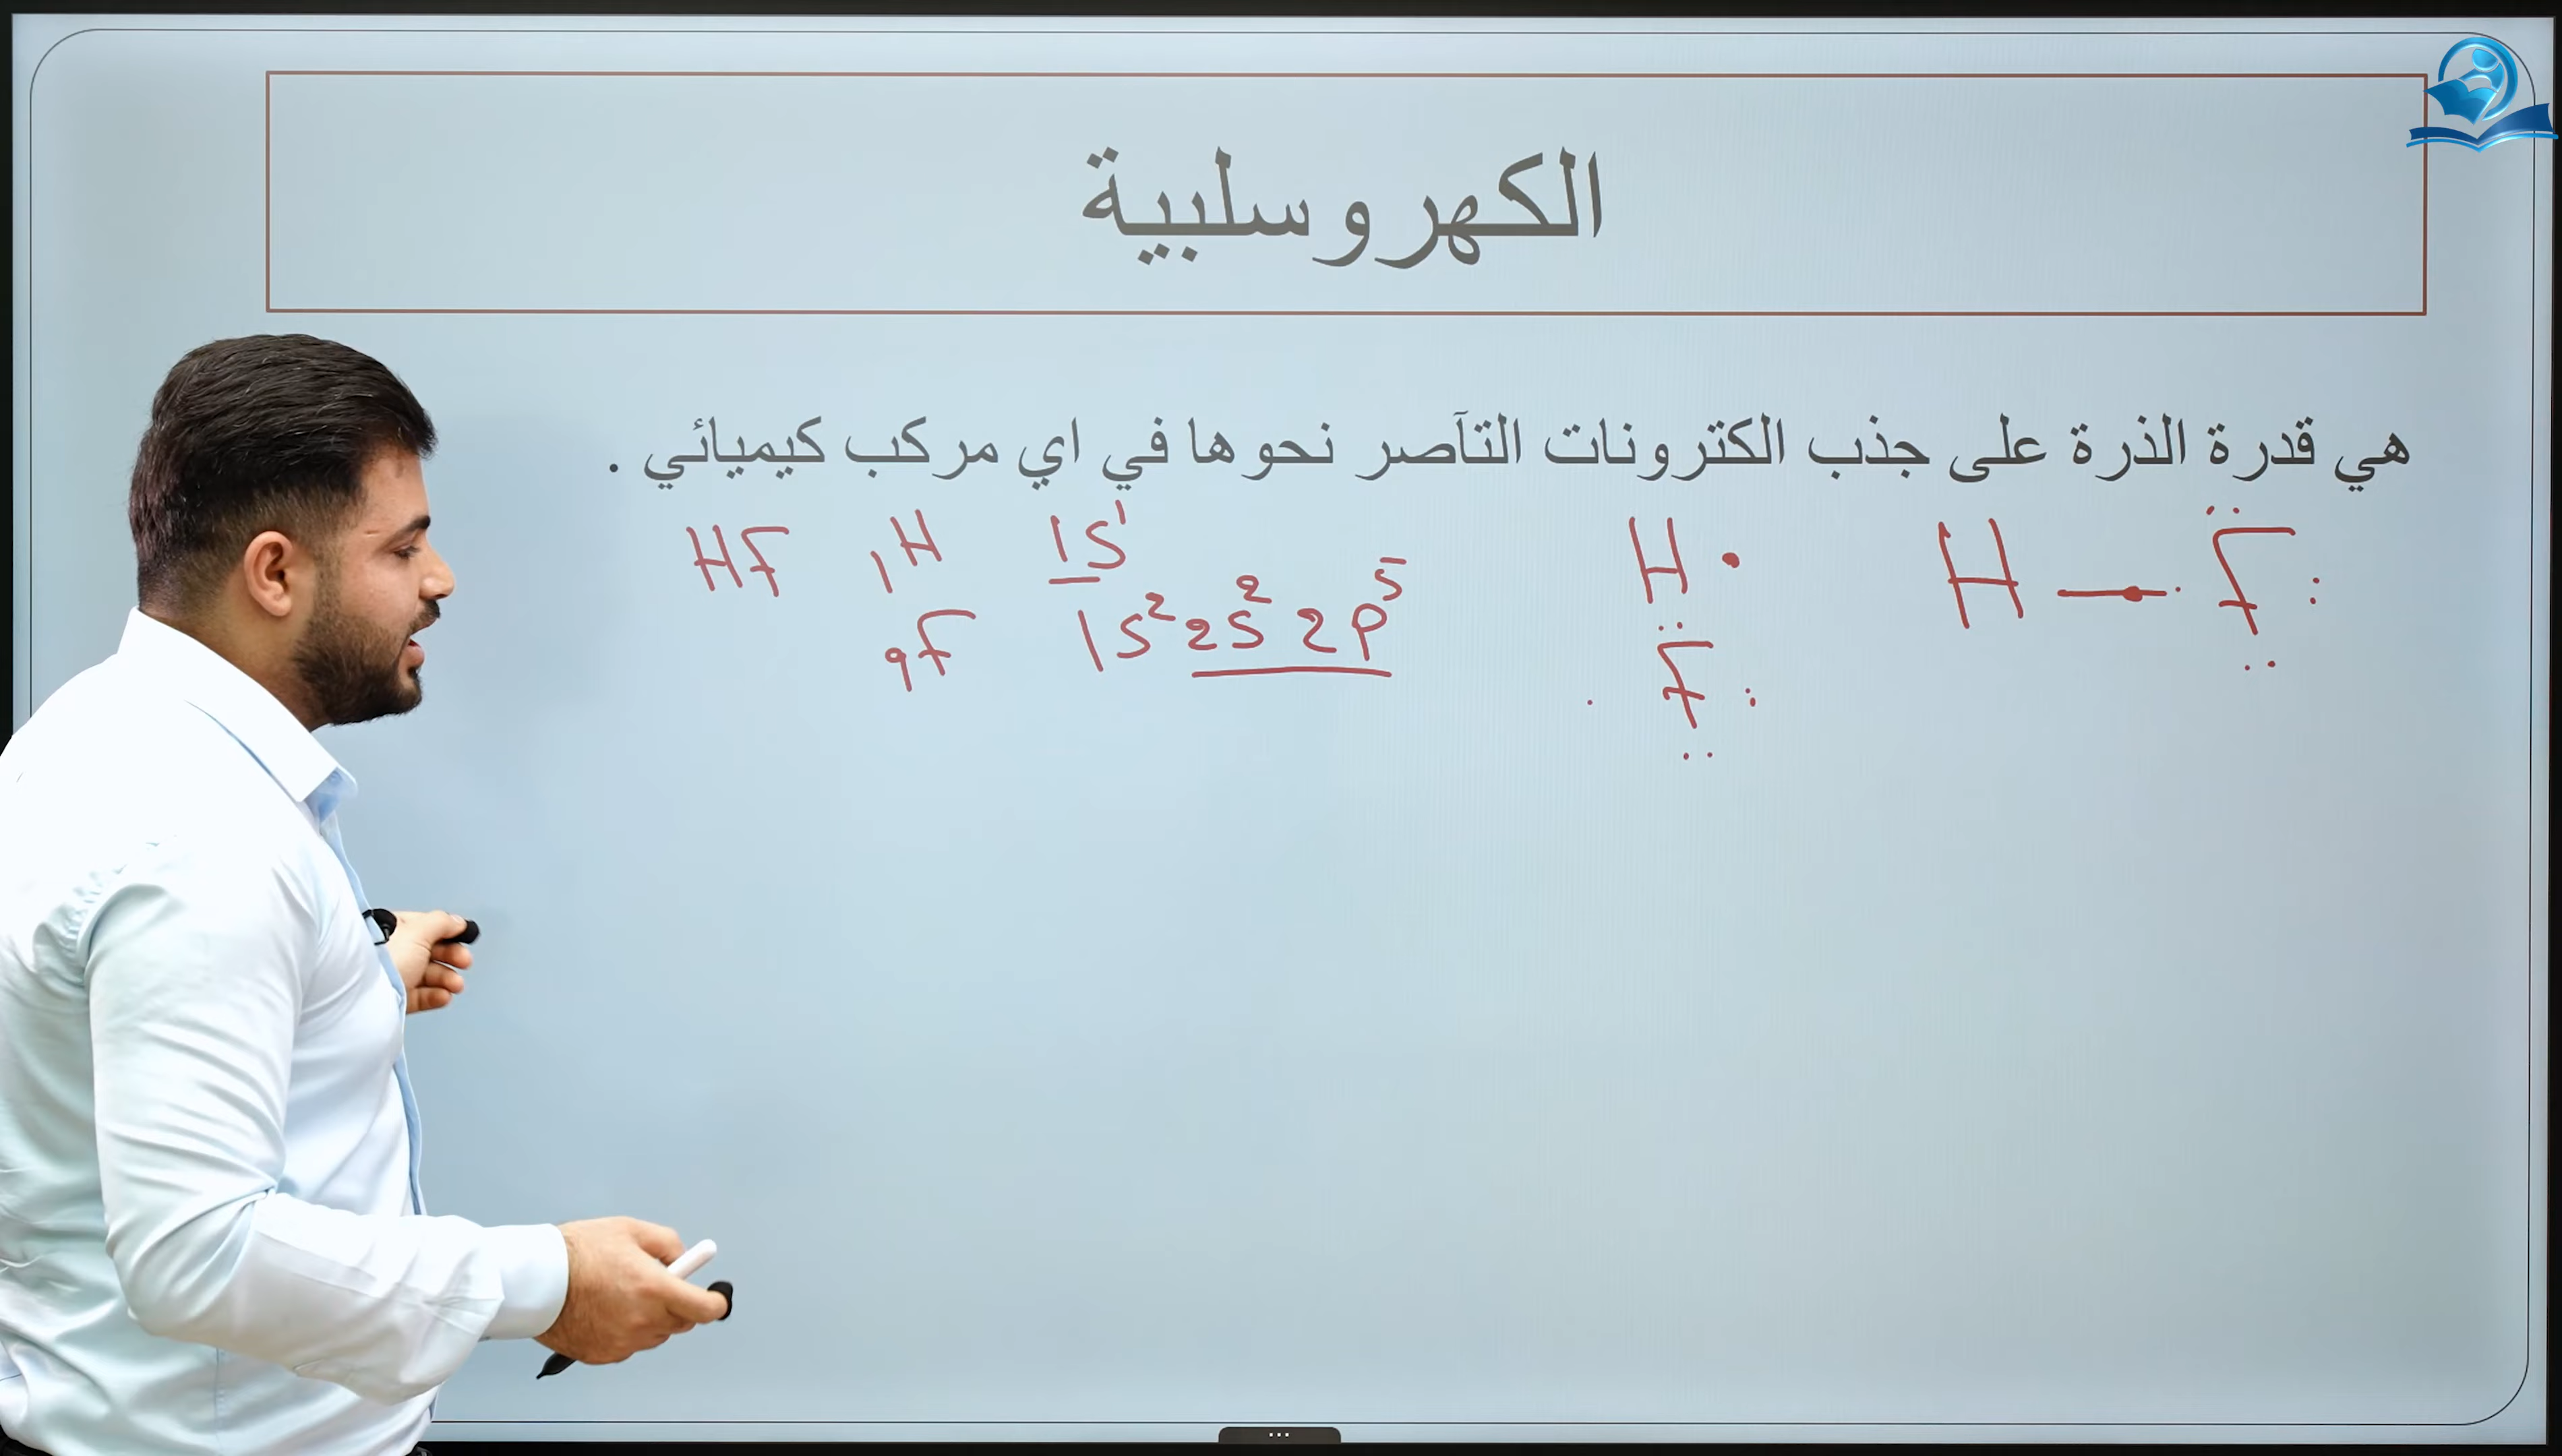 الكهروسلبية
هي قدرة الذرة على جذب الكترونات التآصر نحوها في اي مركب كيميائي .
HF ₁H 1S¹ H• H—F
₉F 1S² 2S² 2P⁵ F